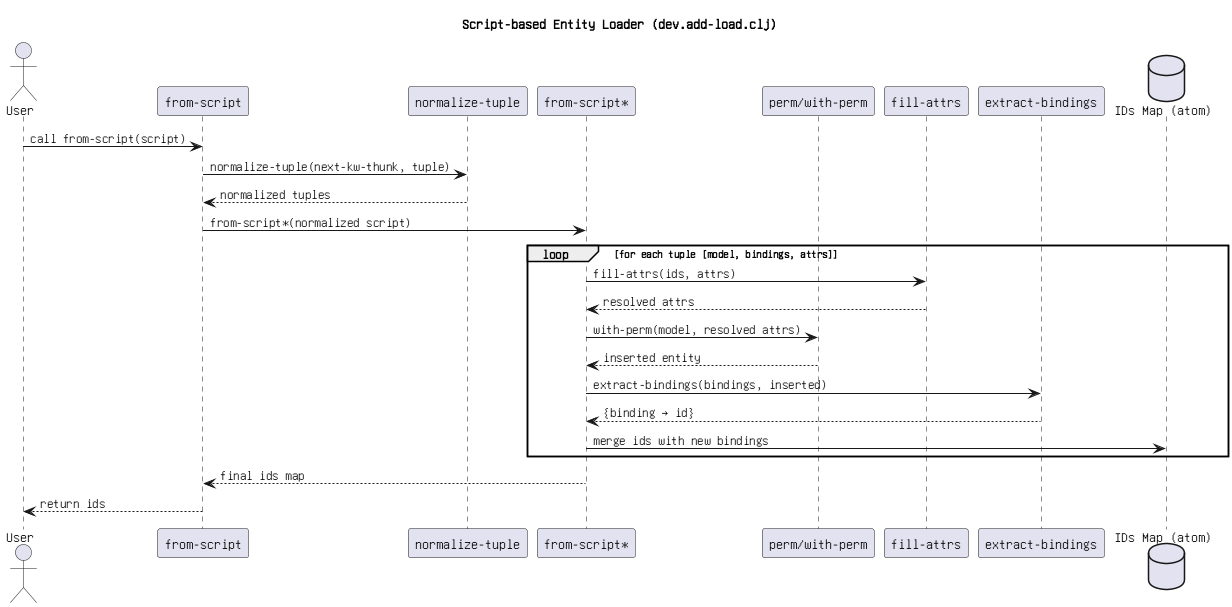 Script-based Entity Loader (dev.add-load.clj)
User
from-script
normalize-tuple
from-script*
perm/with-perm
fill-attrs
extract-bindings
IDs Map (atom)
call from-script(script)
normalize-tuple(next-kw-thunk, tuple)
normalized tuples
from-script*(normalized script)
loop
[for each tuple [model, bindings, attrs]]
fill-attrs(ids, attrs)
resolved attrs
with-perm(model, resolved attrs)
inserted entity
extract-bindings(bindings, inserted)
{binding → id}
merge ids with new bindings
final ids map
return ids
User
from-script
normalize-tuple
from-script*
perm/with-perm
fill-attrs
extract-bindings
IDs Map (atom)